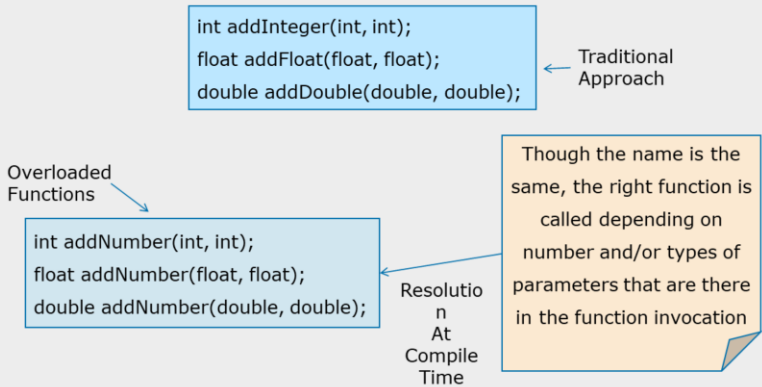 int addInteger(int, int);
float addFloat(float, float);
double addDouble(double, double);
Traditional
Approach
Overloaded
Functions
int addNumber(int, int);
float addNumber(float, float);
double addNumber(double, double);
Resolutio
n
At
Compile
Time
Though the name is the
same, the right function is
called depending on
number and/or types of
parameters that are there
in the function invocation